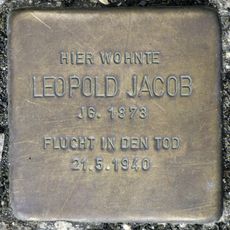 HIER WOHNTE
LEOPOLD JACOB
JG. 1873
FLUCHT IN DEN TOD
21.5.1940